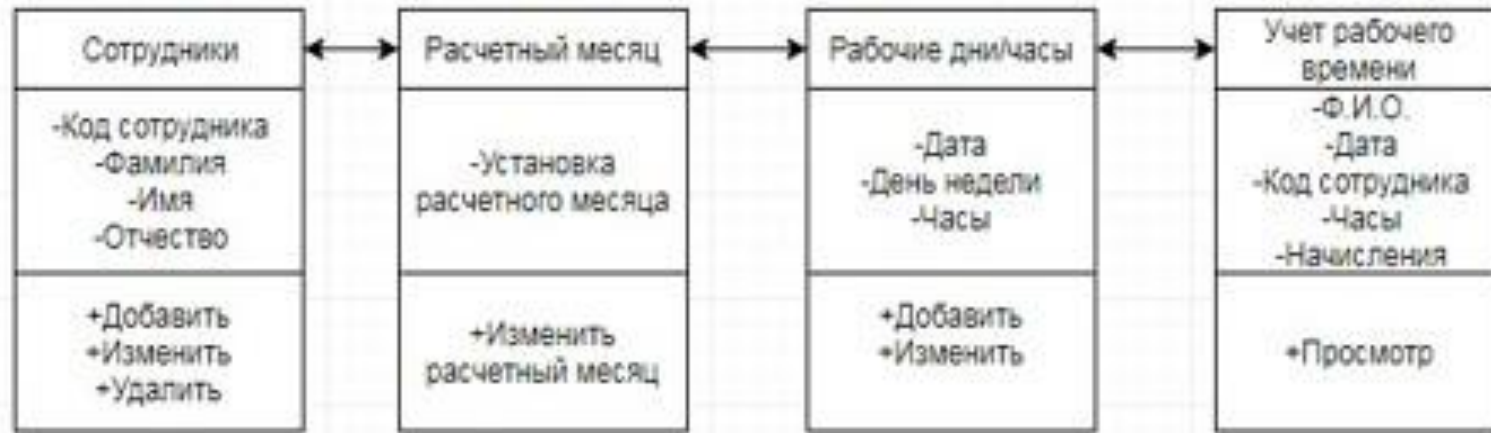 Сотрудники
-Код сотрудника
-Фамилия
-Имя
-Отчество
+Добавить
+Изменить
+Удалить
Расчетный месяц
-Установка
расчетного месяца
+Изменить
расчетный месяц
Рабочие дни/часы
-Дата
-День недели
-Часы
+Добавить
+Изменить
Учет рабочего
времени
-Ф.И.О.
-Дата
-Код сотрудника
-Часы
-Начисления
+Просмотр